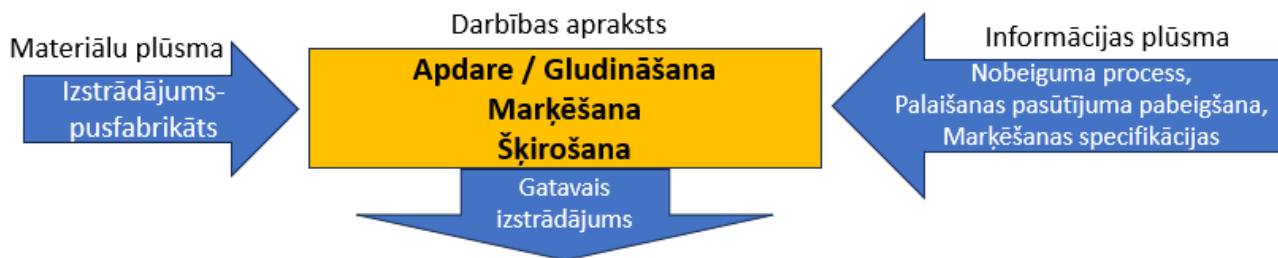 Materiālu plūsma
Izstrādājums-
pusfabrikāts
Darbības apraksts
Apdare / Gludināšana
Marķēšana
Šķirošana
Gatavais
izstrādājums
Informācijas plūsma
Nobeiguma process,
Palaišanas pasūtījuma pabeigšana,
Marķēšanas specifikācijas